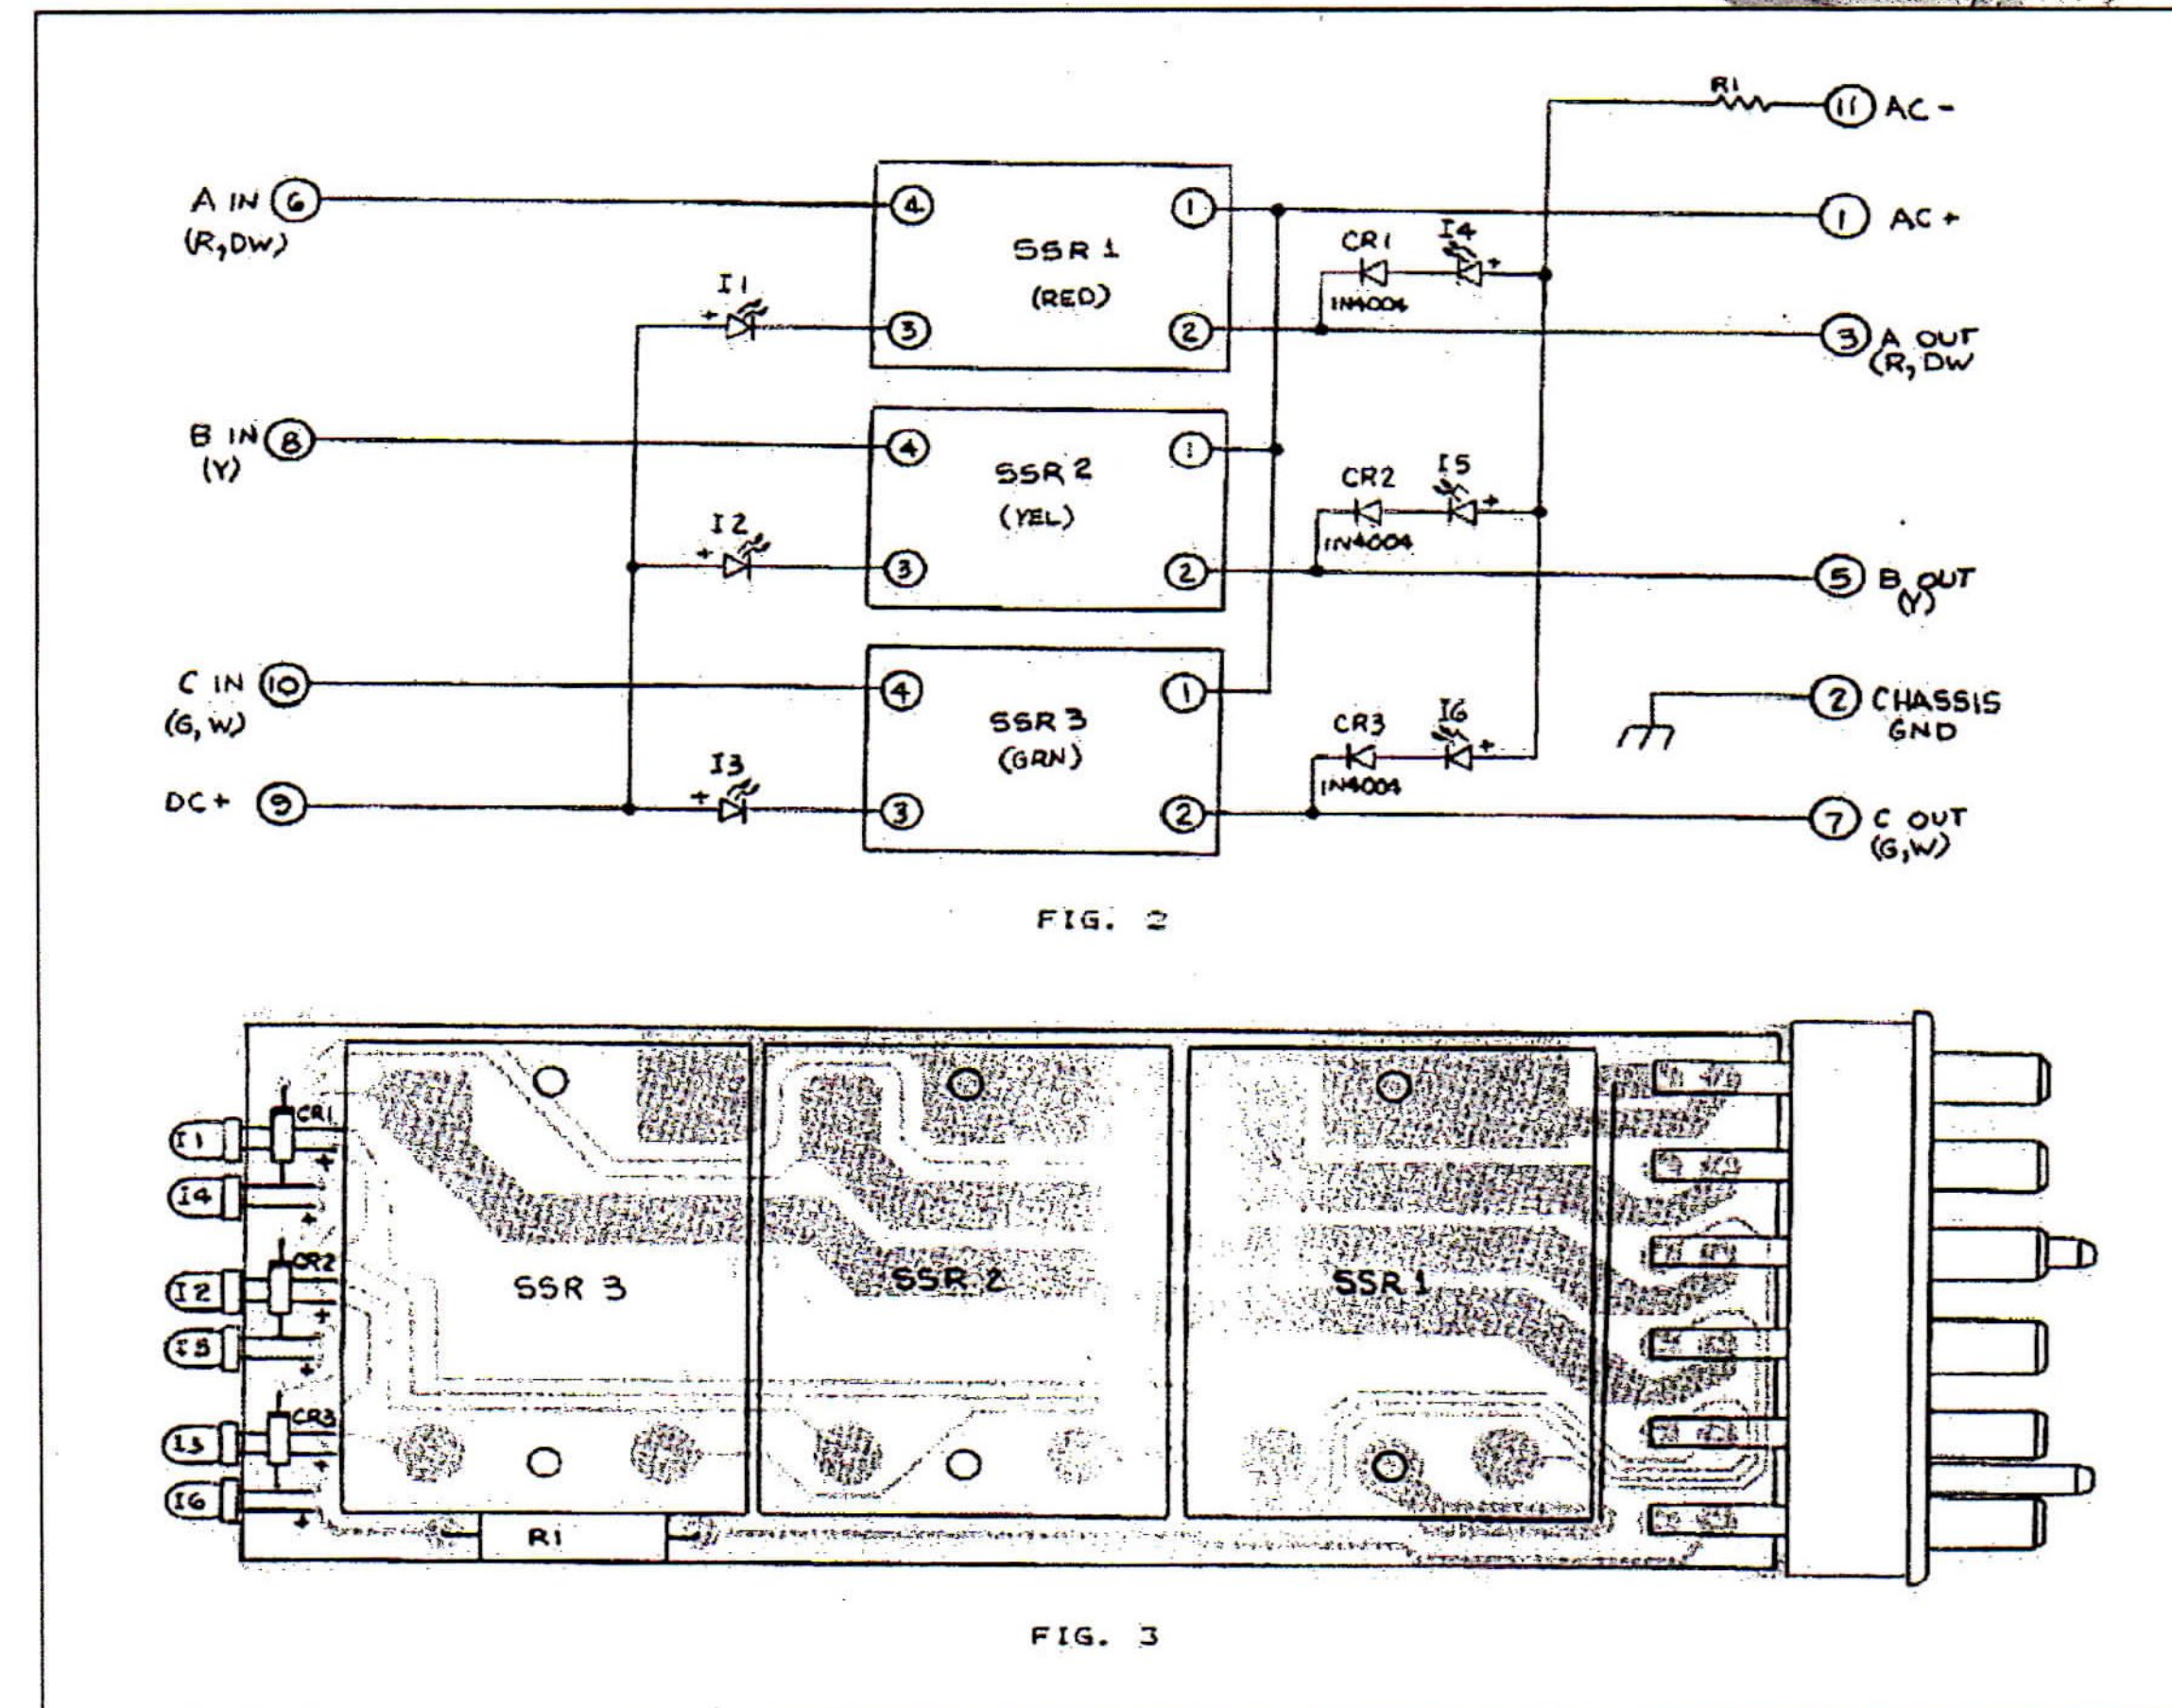 R1
11 AC -
A IN 6
(R, DW)
4
1
1 AC +
SSR 1
(RED)
CR1
I4
+
1N4004
I1
+
3
2
3 A OUT
(R, DW
B IN 8
(Y)
4
1
SSR 2
(YEL)
CR2
I5
+
1N4004
I2
+
3
2
5 B OUT
(Y)
C IN 10
(G, W)
4
1
2 CHASSIS
GND
SSR 3
(GRN)
CR3
I6
+
1N4004
I3
+
DC + 9
3
2
7 C OUT
(G, W)
FIG. 2
I1
CR1
+
I4
+
I2
CR2
+
I5
+
I3
CR3
+
I6
+
SSR 3
SSR 2
SSR 1
R1
FIG. 3